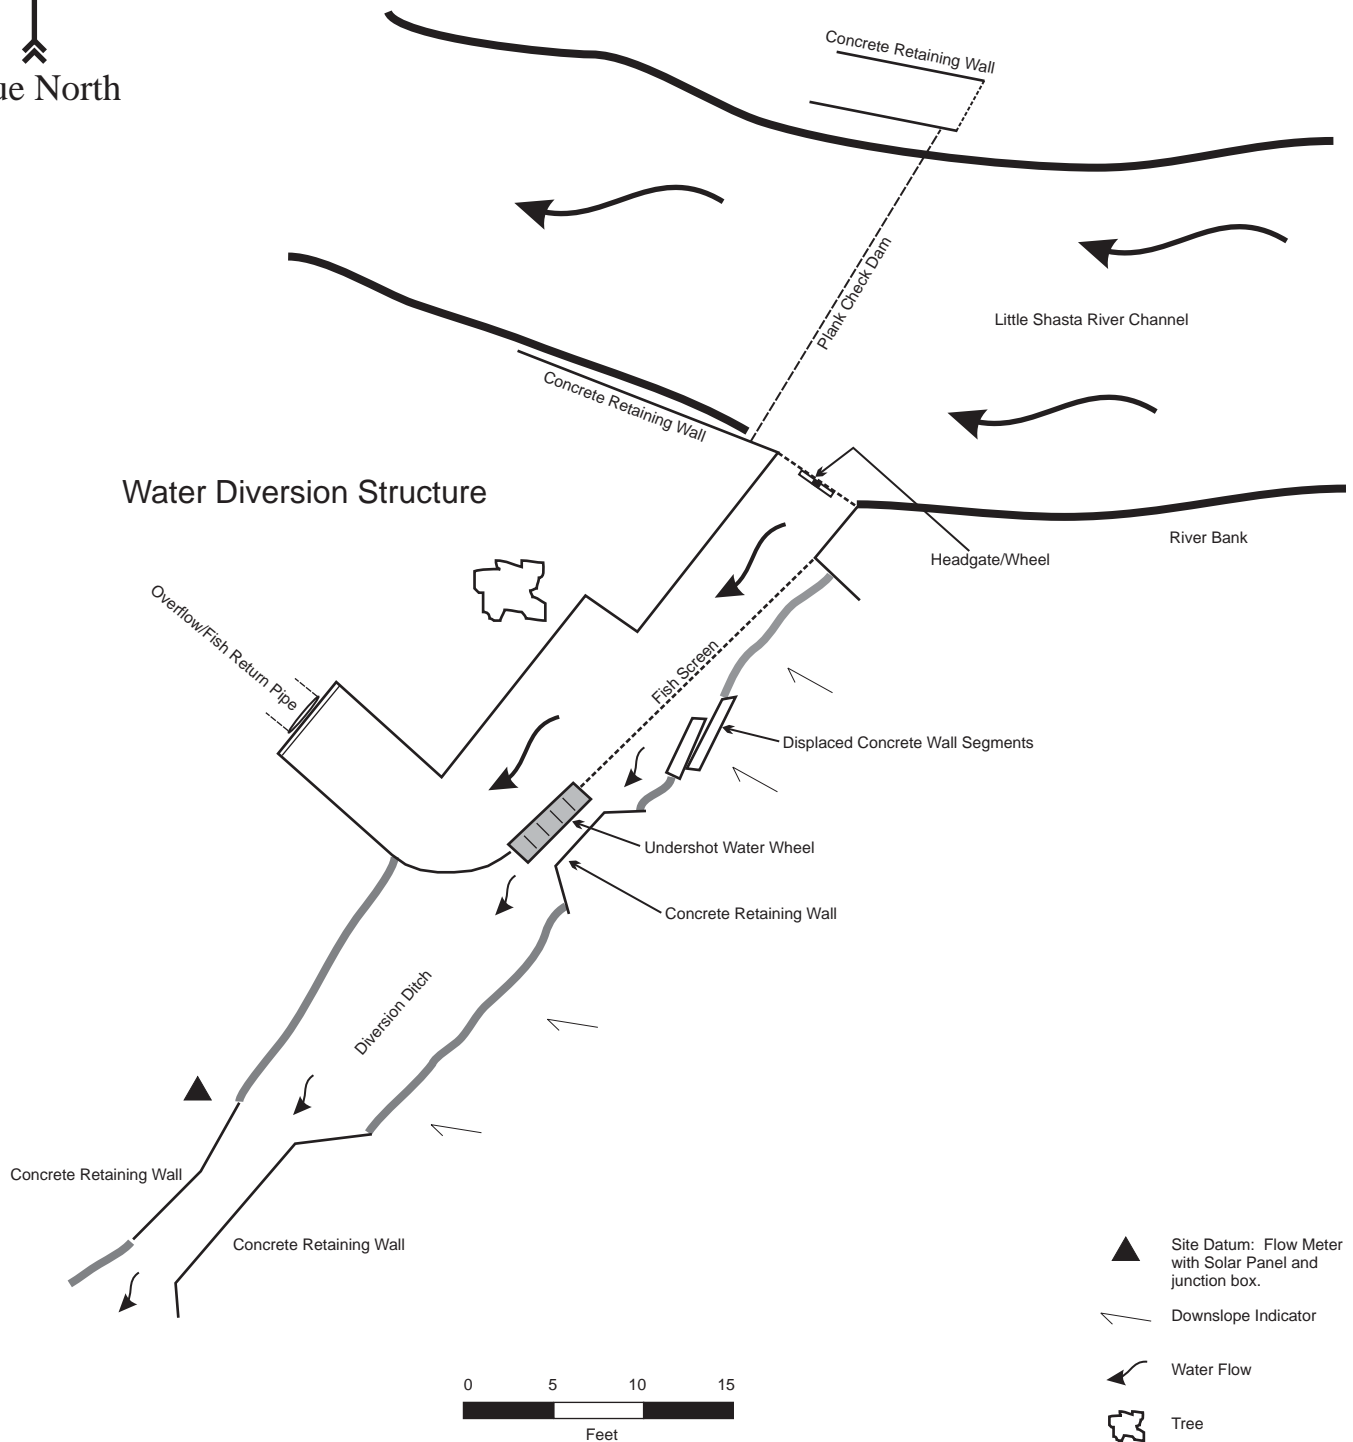 ue North
Concrete Retaining Wall
Plank Check Dam
Little Shasta River Channel
Concrete Retaining Wall
Water Diversion Structure
River Bank
Headgate/Wheel
Overflow/Fish Return Pipe
Fish Screen
Displaced Concrete Wall Segments
Undershot Water Wheel
Concrete Retaining Wall
Diversion Ditch
Concrete Retaining Wall
Concrete Retaining Wall
Site Datum: Flow Meter
with Solar Panel and
junction box.
Downslope Indicator
Water Flow
Tree
0 5 10 15
Feet